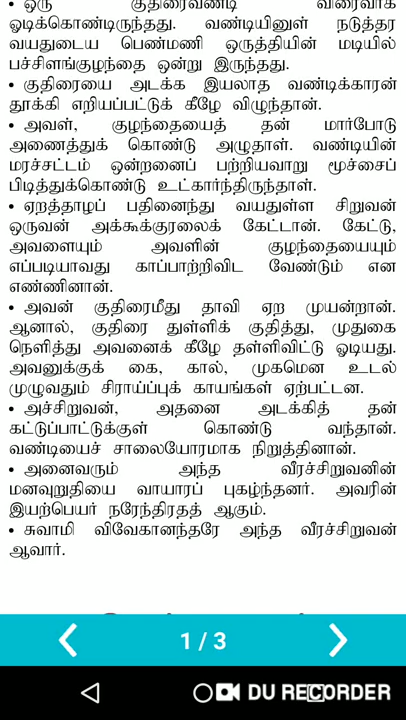 • ஒரு குதிரைவண்டி விரைவாக
ஓடிக்கொண்டிருந்தது. வண்டியினுள் நடுத்தர
வயதுடைய பெண்மணி ஒருத்தியின் மடியில்
பச்சிளங்குழந்தை ஒன்று இருந்தது.
• குதிரையை அடக்க இயலாத வண்டிக்காரன்
தூக்கி எறியப்பட்டுக் கீழே விழுந்தான்.
• அவள், குழந்தையைத் தன் மார்போடு
அணைத்துக் கொண்டு அழுதாள். வண்டியின்
மரச்சட்டம் ஒன்றனைப் பற்றியவாறு மூச்சைப்
பிடித்துக்கொண்டு உட்கார்ந்திருந்தாள்.
• ஏறத்தாழப் பதினைந்து வயதுள்ள சிறுவன்
ஒருவன் அக்கூக்குரலைக் கேட்டான். கேட்டு,
அவளையும் அவளின் குழந்தையையும்
எப்படியாவது காப்பாற்றிவிட வேண்டும் என
எண்ணினான்.
• அவன் குதிரைமீது தாவி ஏற முயன்றான்.
ஆனால், குதிரை துள்ளிக் குதித்து, முதுகை
நெளித்து அவனைக் கீழே தள்ளிவிட்டு ஓடியது.
அவனுக்குக் கை, கால், முகமென உடல்
முழுவதும் சிராய்ப்புக் காயங்கள் ஏற்பட்டன.
• அச்சிறுவன், அதனை அடக்கித் தன்
கட்டுப்பாட்டுக்குள் கொண்டு வந்தான்.
வண்டியைச் சாலையோரமாக நிறுத்தினான்.
• அனைவரும் அந்த வீரச்சிறுவனின்
மனவுறுதியை வாயாரப் புகழ்ந்தனர். அவரின்
இயற்பெயர் நரேந்திரதத் ஆகும்.
• சுவாமி விவேகானந்தரே அந்த வீரச்சிறுவன்
ஆவார்.
1 / 3
DU RECORDER